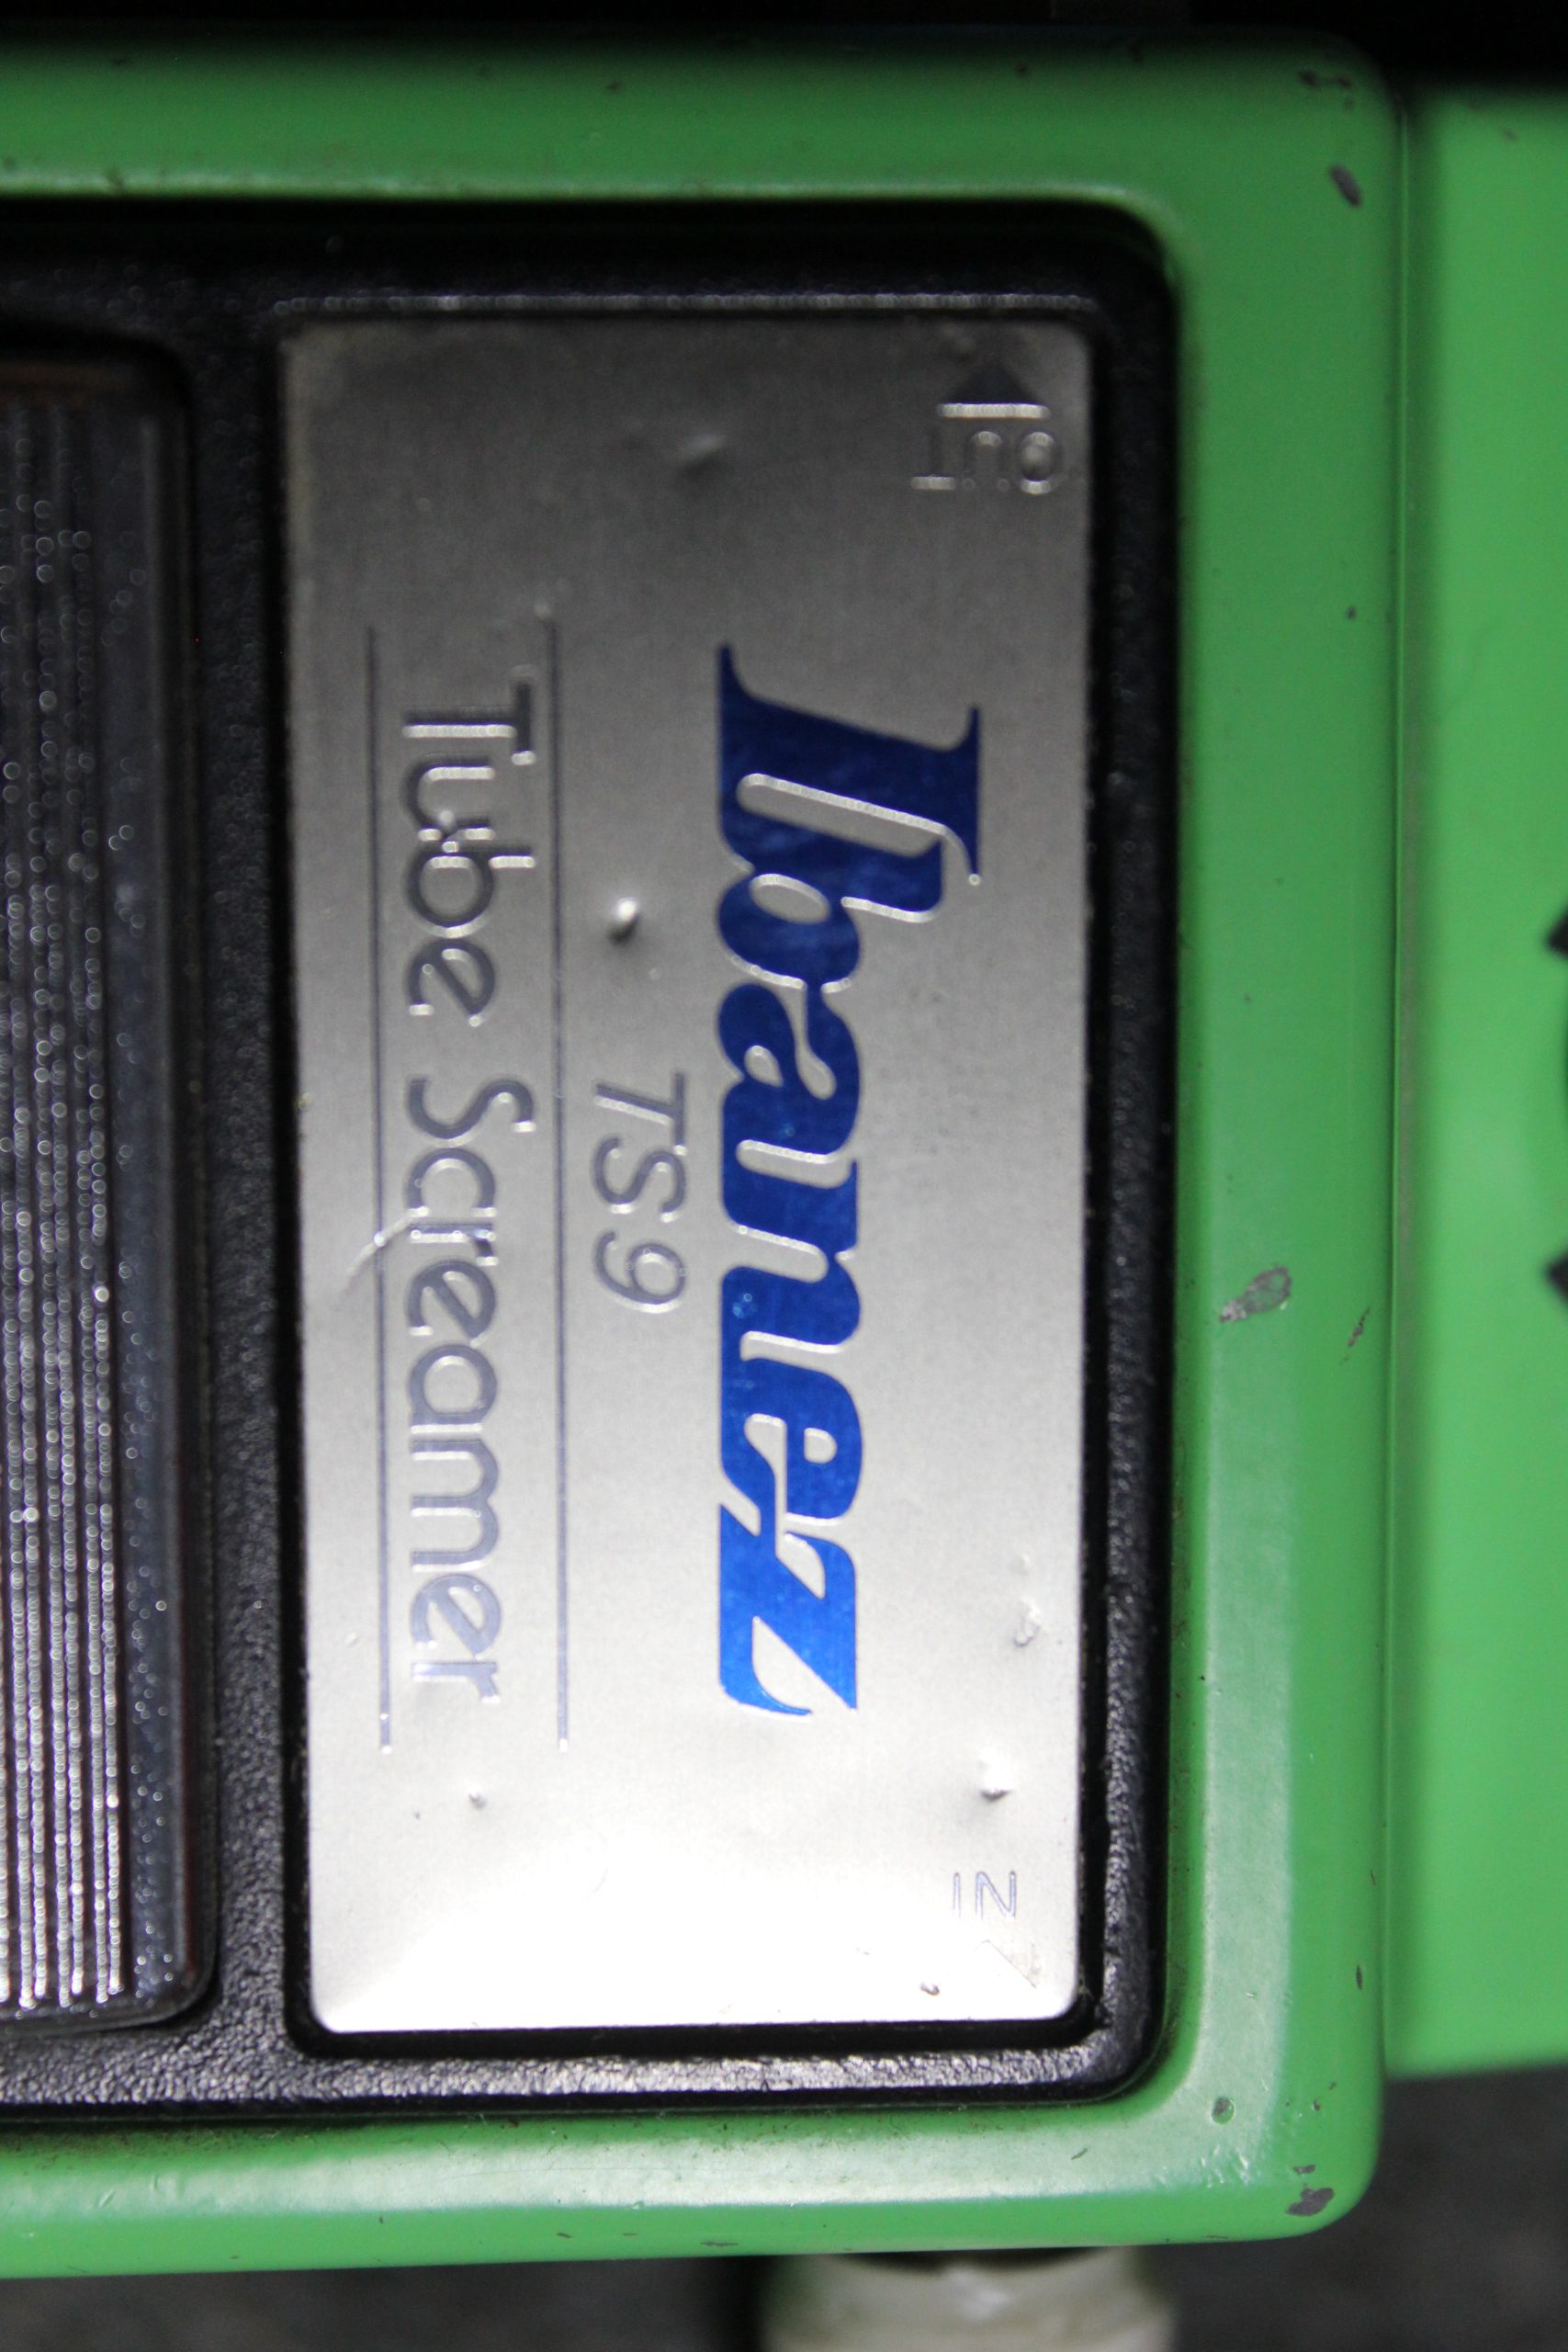 OUT
IN
Ibanez
TS9
Tube Screamer